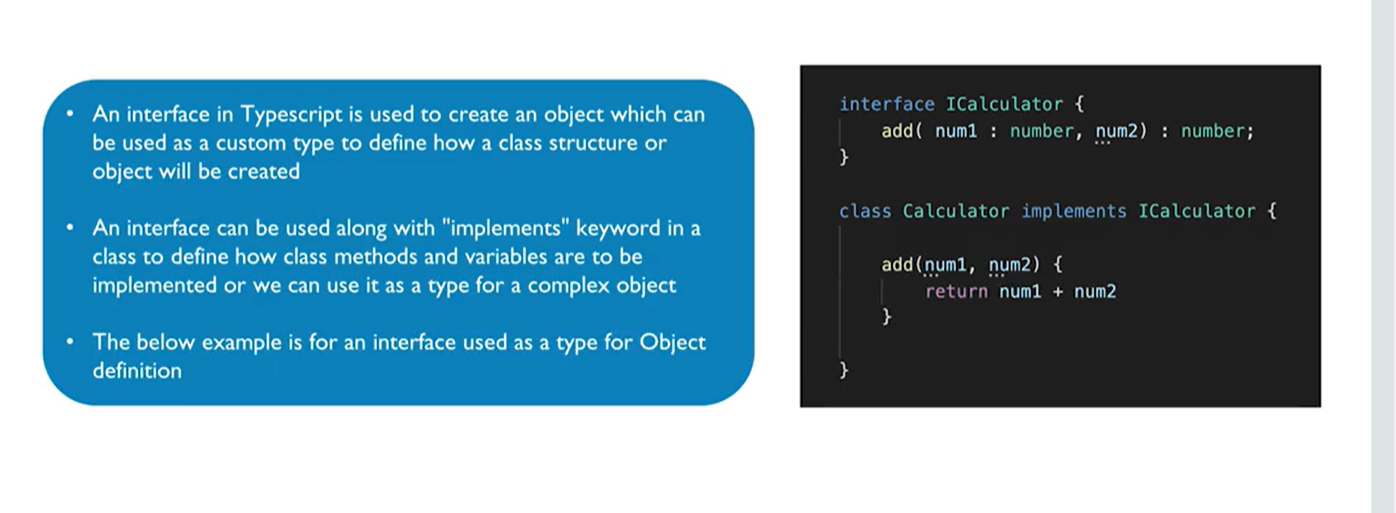 • An interface in Typescript is used to create an object which can
be used as a custom type to define how a class structure or
object will be created
• An interface can be used along with "implements" keyword in a
class to define how class methods and variables are to be
implemented or we can use it as a type for a complex object
• The below example is for an interface used as a type for Object
definition
interface ICalculator {
    add( num1 : number, num2) : number;
}
class Calculator implements ICalculator {
    add(num1, num2) {
        return num1 + num2
    }
}